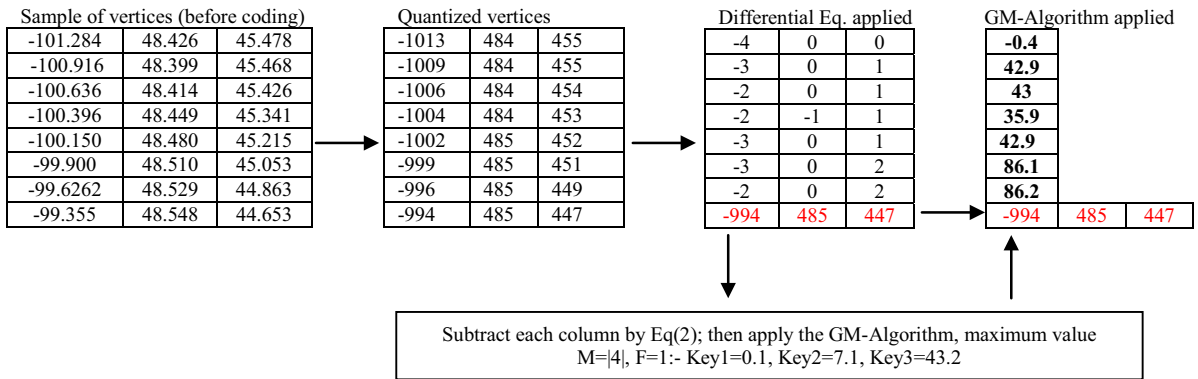 Sample of vertices (before coding) Quantized vertices Differential Eq. applied GM-Algorithm applied
-101.284 48.426 45.478 -1013 484 455 -4 0 0 -0.4
-100.916 48.399 45.468 -1009 484 455 -3 0 1 42.9
-100.636 48.414 45.426 -1006 484 454 -2 0 1 43
-100.396 48.449 45.341 -1004 484 453 -2 -1 1 35.9
-100.150 48.480 45.215 -1002 485 452 -3 0 1 42.9
-99.900 48.510 45.053 -999 485 451 -3 0 2 86.1
-99.6262 48.529 44.863 -996 485 449 -2 0 2 86.2
-99.355 48.548 44.653 -994 485 447 -994 485 447 -994 485 447
Subtract each column by Eq(2); then apply the GM-Algorithm, maximum value
M=|4|, F=1:- Key1=0.1, Key2=7.1, Key3=43.2